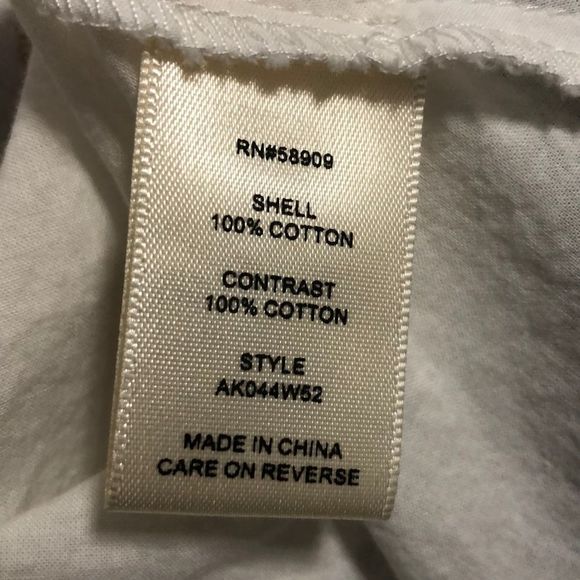 RN#58909
SHELL
100% COTTON
CONTRAST
100% COTTON
STYLE
AK044W52
MADE IN CHINA
CARE ON REVERSE